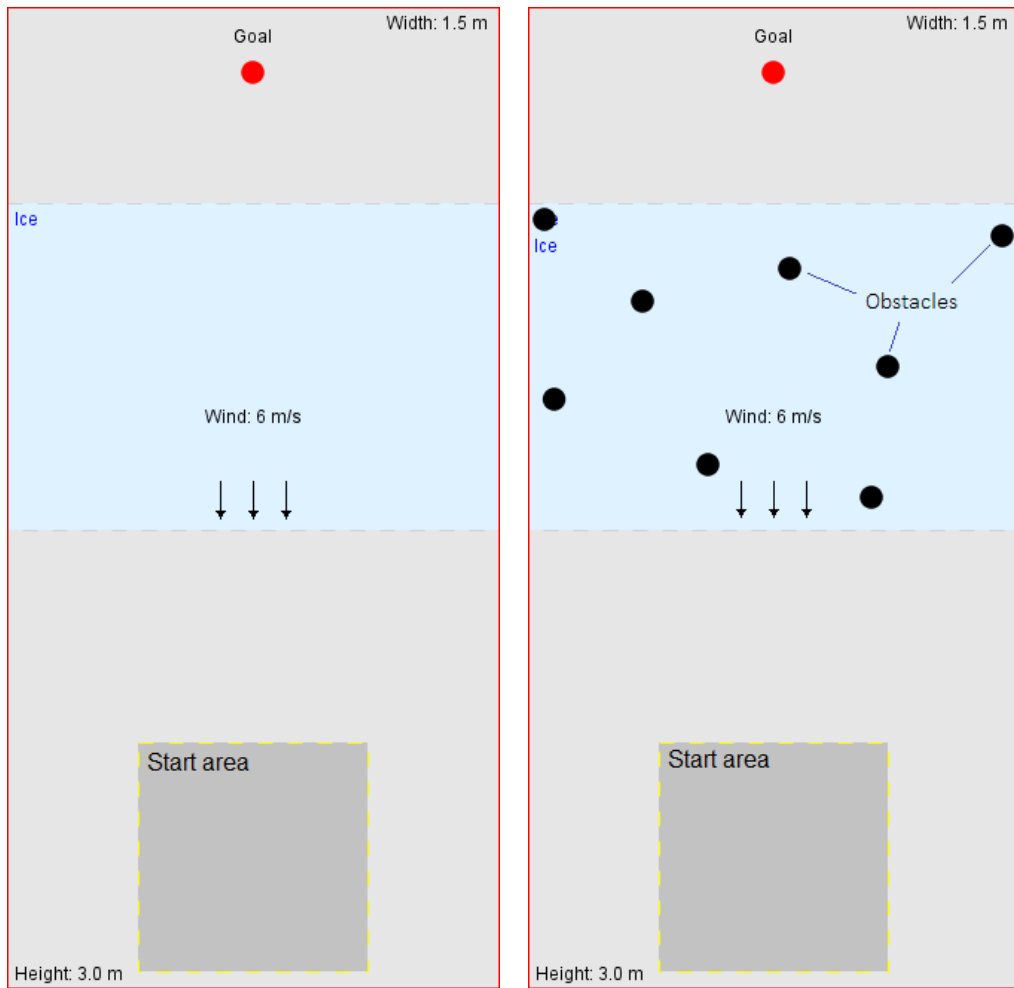 Width: 1.5 m
Goal
Ice
Wind: 6 m/s
Start area
Height: 3.0 m
Width: 1.5 m
Goal
Ice
Obstacles
Wind: 6 m/s
Start area
Height: 3.0 m